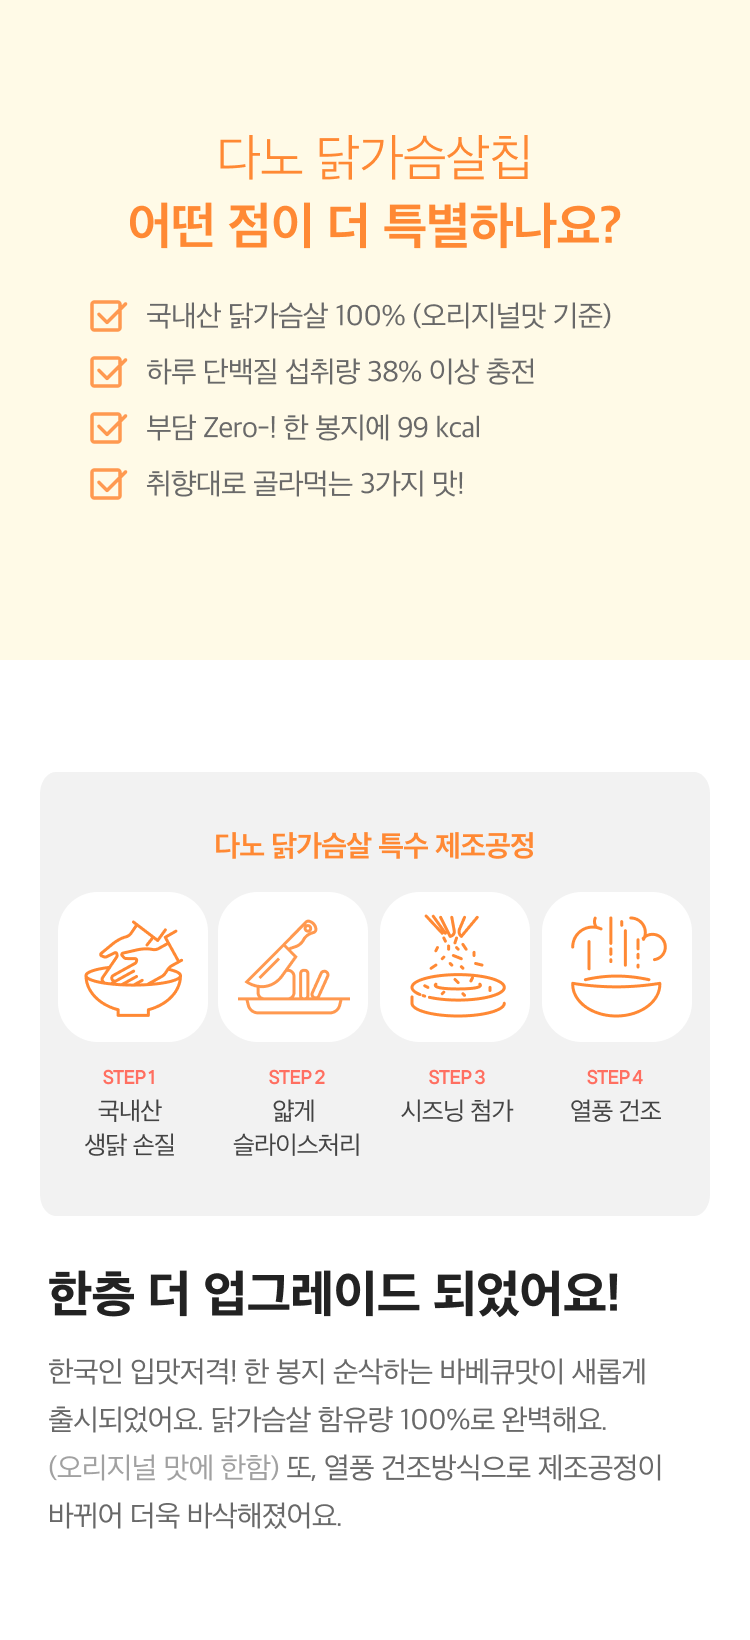 다노 닭가슴살칩
어떤 점이 더 특별하나요?
국내산 닭가슴살 100% (오리지널맛 기준)
하루 단백질 섭취량 38% 이상 충전
부담 Zero-! 한 봉지에 99 kcal
취향대로 골라먹는 3가지 맛!
다노 닭가슴살 특수 제조공정
STEP 1
국내산
생닭 손질
STEP 2
얇게
슬라이스처리
STEP 3
시즈닝 첨가
STEP 4
열풍 건조
한층 더 업그레이드 되었어요!
한국인 입맛저격! 한 봉지 순삭하는 바베큐맛이 새롭게
출시되었어요. 닭가슴살 함유량 100%로 완벽해요.
(오리지널 맛에 한함) 또, 열풍 건조방식으로 제조공정이
바뀌어 더욱 바삭해졌어요.